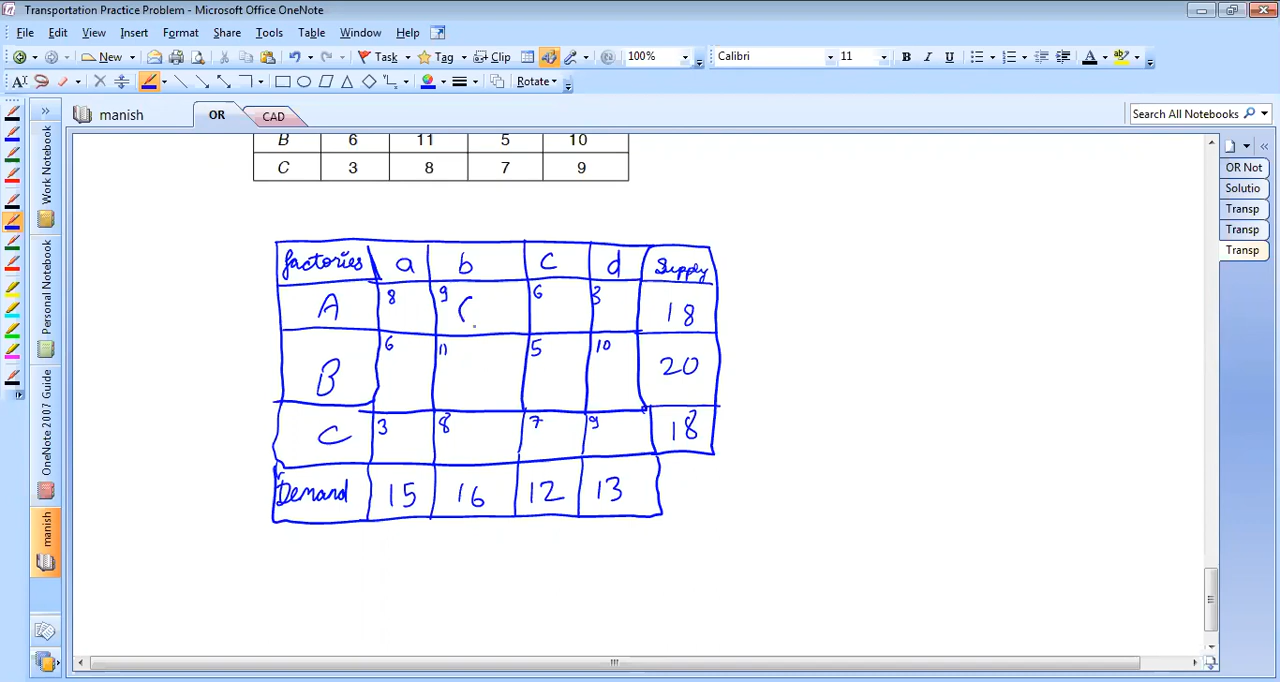 Transportation Practice Problem - Microsoft Office OneNote
File Edit View Insert Format Share Tools Table Window Help
New Task Tag Clip 100% Calibri 11 B I U A ab
A Rotate
manish OR CAD Search All Notebooks
B 6 11 5 10
C 3 8 7 9
factories a b c d Supply
A 8 9 ( 6 3 18
B 6 11 5 10 20
C 3 8 7 9 18
Demand 15 16 12 13
Work Notebook
Personal Notebook
OneNote 2007 Guide
manish
OR Not
Solutio
Transp
Transp
Transp